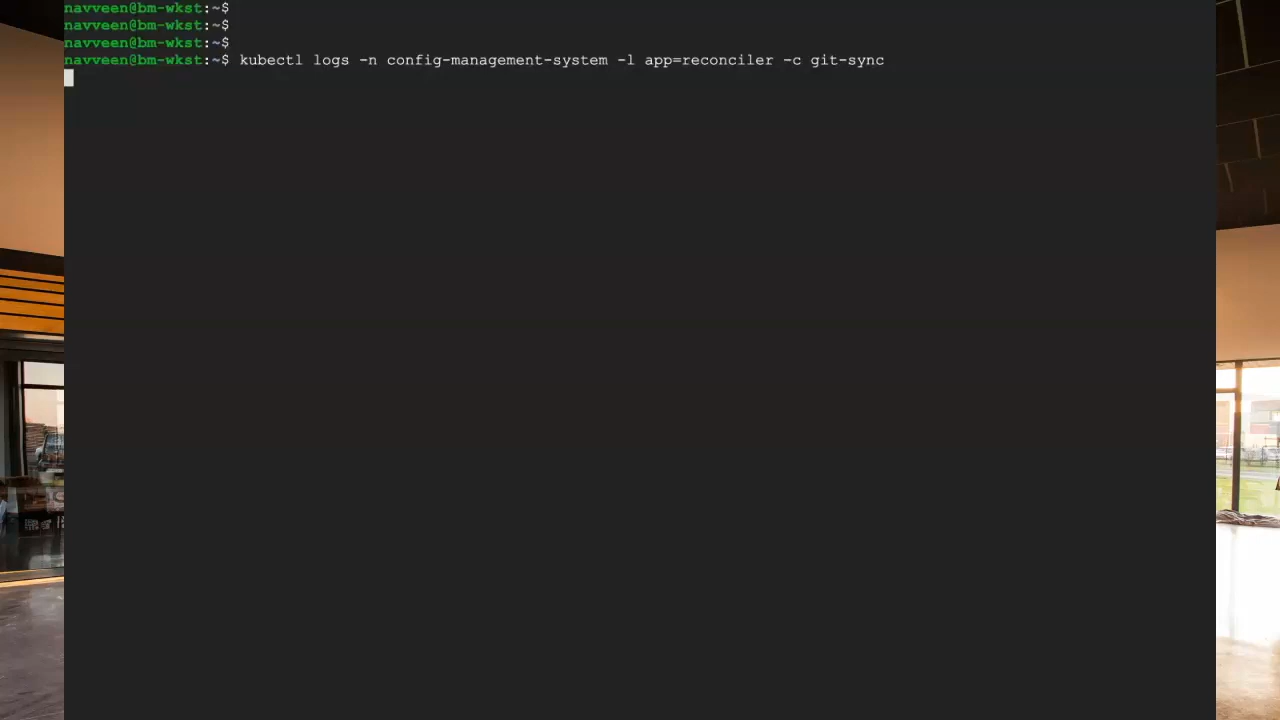 navveen@bm-wkst:~$
navveen@bm-wkst:~$
navveen@bm-wkst:~$
navveen@bm-wkst:~$ kubectl logs -n config-management-system -l app=reconciler -c git-sync